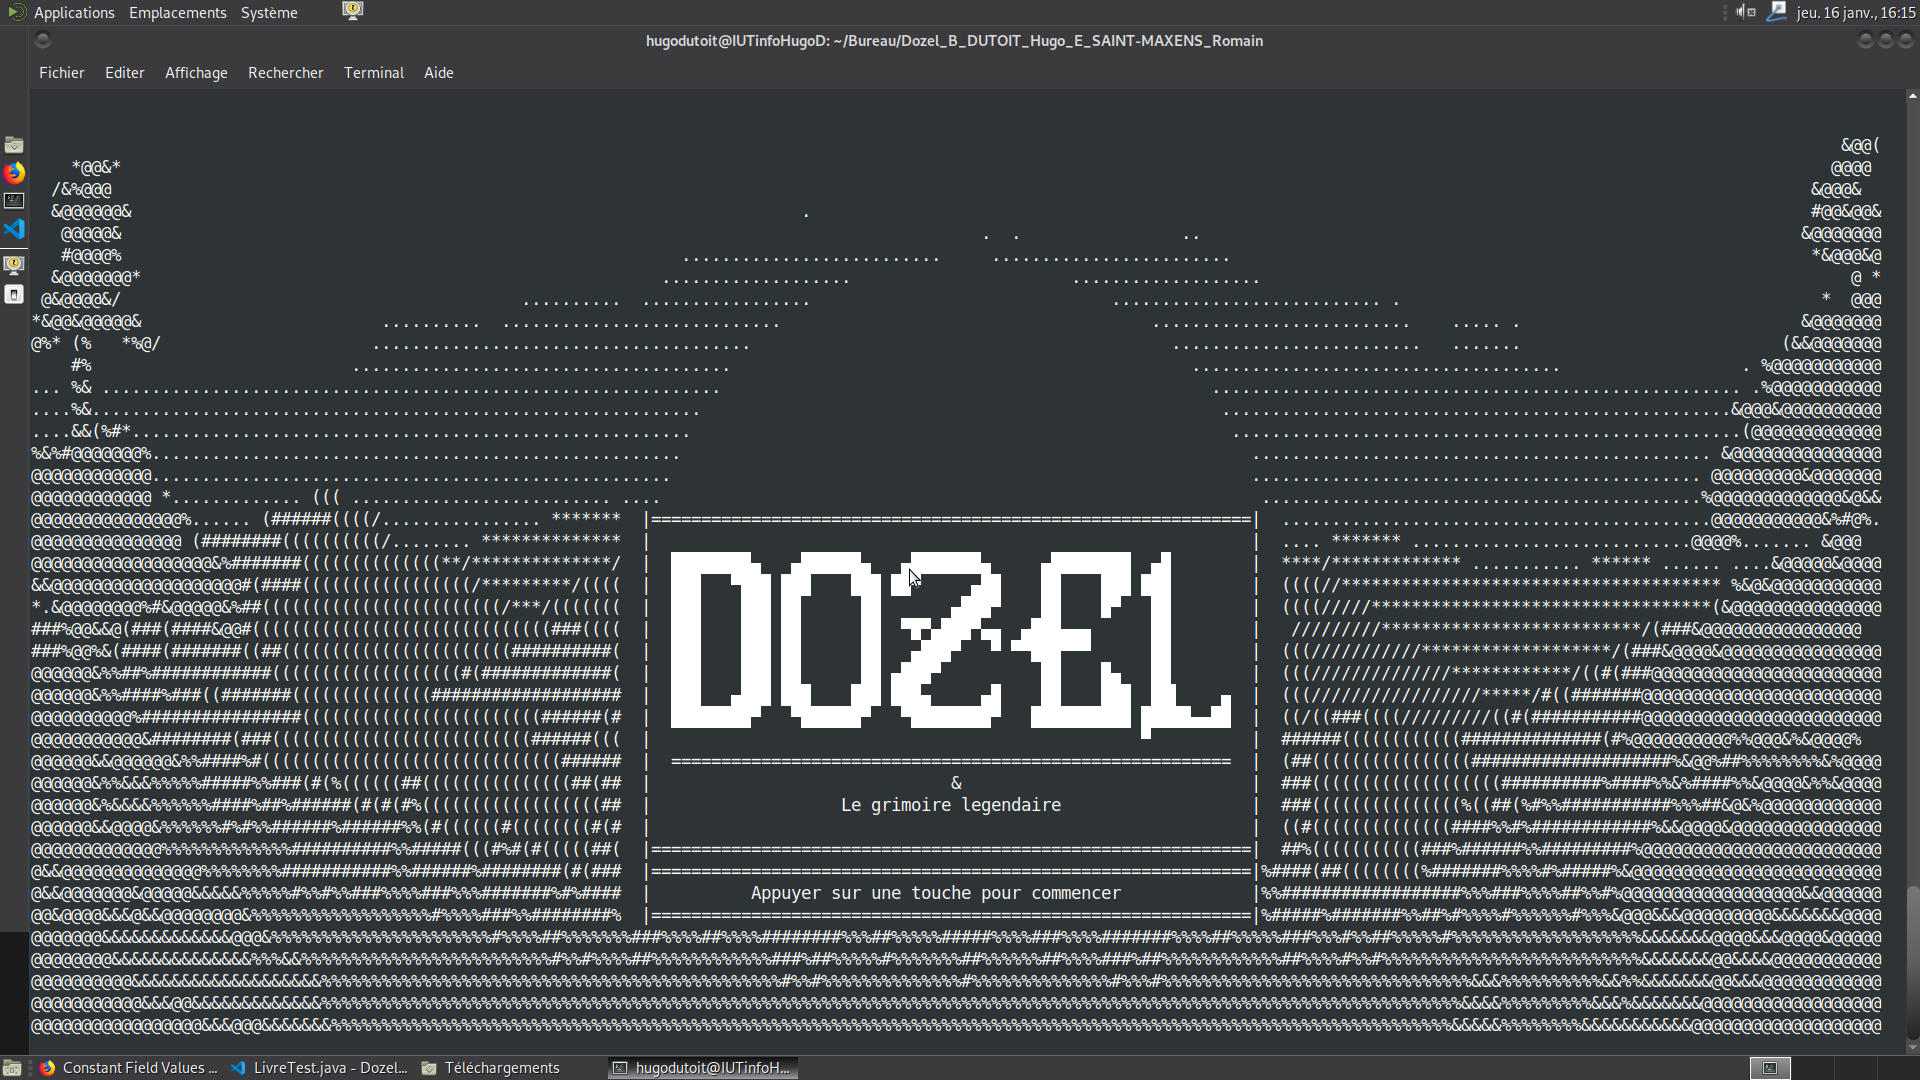 Applications Emplacements Système
jeu. 16 janv., 16:15
hugodutoit@IUTinfoHugoD: ~/Bureau/Dozel_B_DUTOIT_Hugo_E_SAINT-MAXENS_Romain
Fichier Editer Affichage Rechercher Terminal Aide
DOZEl
&
Le grimoire legendaire
Appuyer sur une touche pour commencer
Constant Field Values ... LivreTest.java - Dozel... Téléchargements hugodutoit@IUTinfoH...